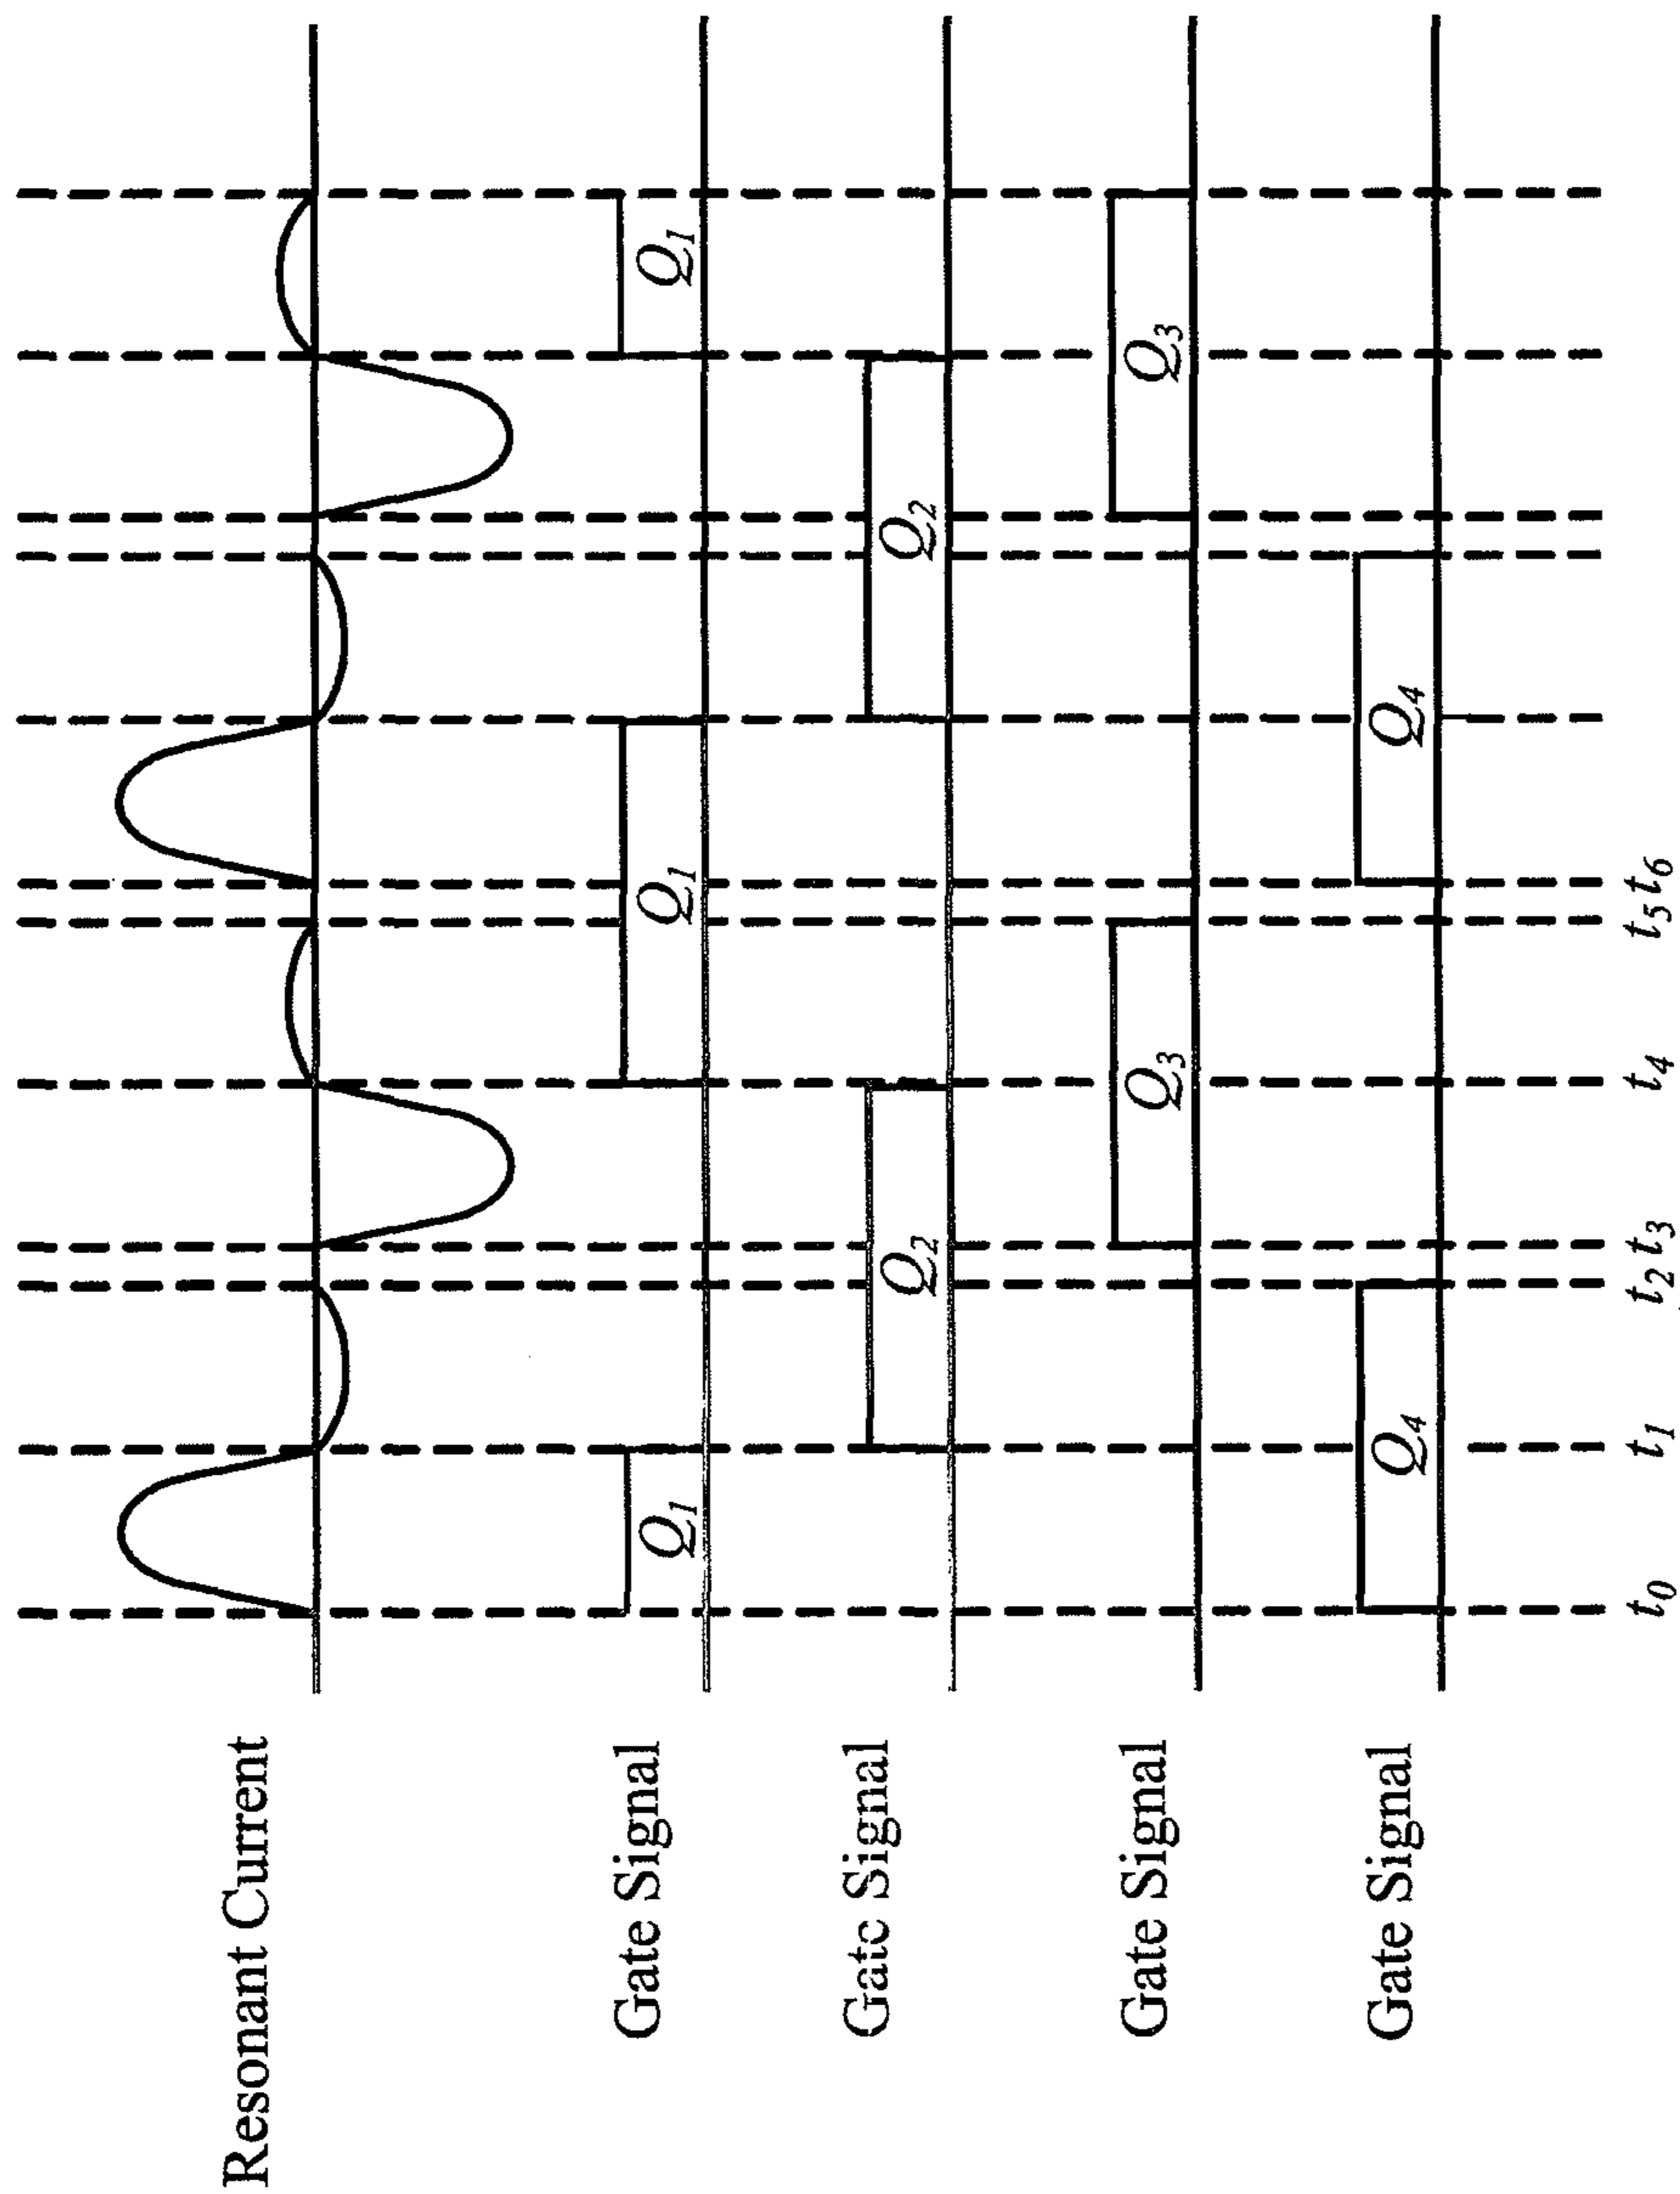 Resonant Current
Gate Signal Q1 Q1 Q1
Gate Signal Q2 Q2
Gate Signal Q3 Q3
Gate Signal Q4 Q4
t0 t1 t2 t3 t4 t5 t6